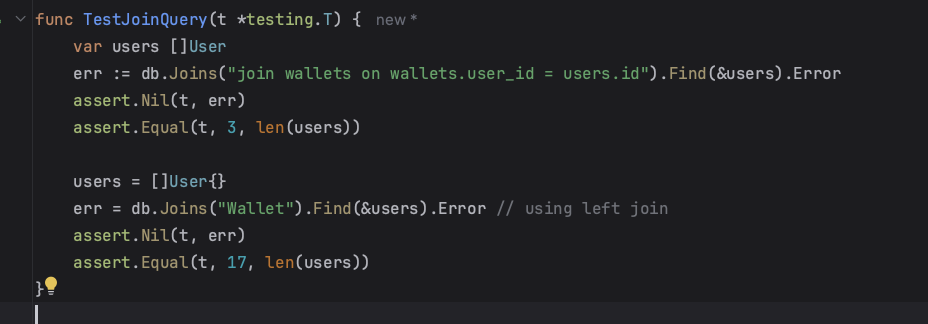 func TestJoinQuery(t *testing.T) { new *
    var users []User
    err := db.Joins("join wallets on wallets.user_id = users.id").Find(&users).Error
    assert.Nil(t, err)
    assert.Equal(t, 3, len(users))

    users = []User{}
    err = db.Joins("Wallet").Find(&users).Error // using left join
    assert.Nil(t, err)
    assert.Equal(t, 17, len(users))
}